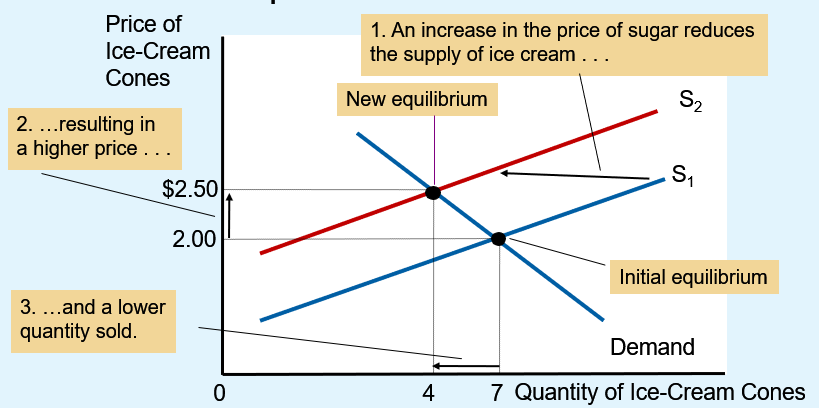 Price of
Ice-Cream
Cones
1. An increase in the price of sugar reduces
the supply of ice cream . . .
New equilibrium
S2
2. …resulting in
a higher price . . .
S1
$2.50
2.00
Initial equilibrium
3. …and a lower
quantity sold.
Demand
0 4 7 Quantity of Ice-Cream Cones